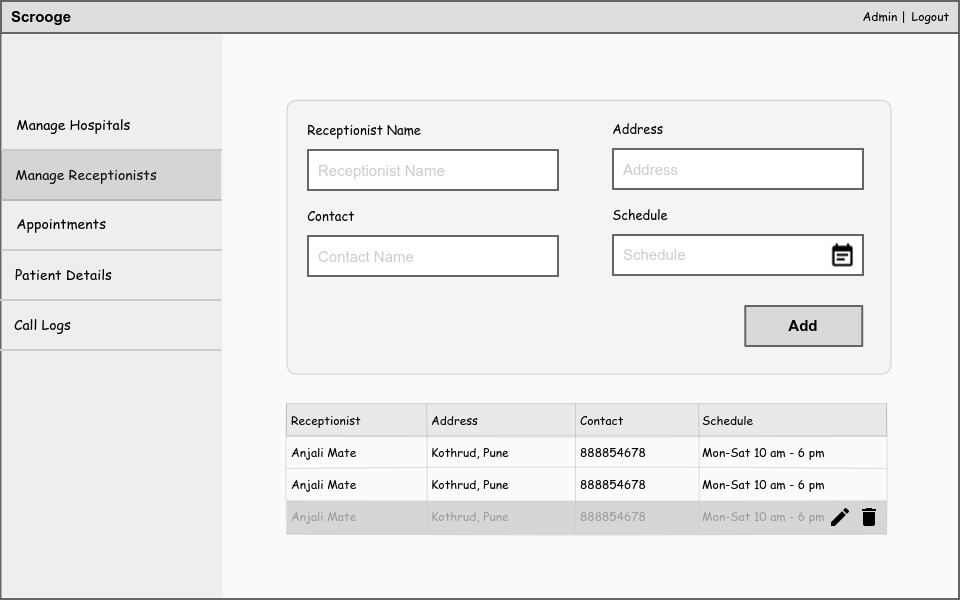 Scrooge
Admin | Logout
Manage Hospitals
Manage Receptionists
Appointments
Patient Details
Call Logs
Receptionist Name
Address
Receptionist Name
Address
Contact
Schedule
Contact Name
Schedule
Add
Receptionist Address Contact Schedule
Anjali Mate Kothrud, Pune 888854678 Mon-Sat 10 am - 6 pm
Anjali Mate Kothrud, Pune 888854678 Mon-Sat 10 am - 6 pm
Anjali Mate Kothrud, Pune 888854678 Mon-Sat 10 am - 6 pm